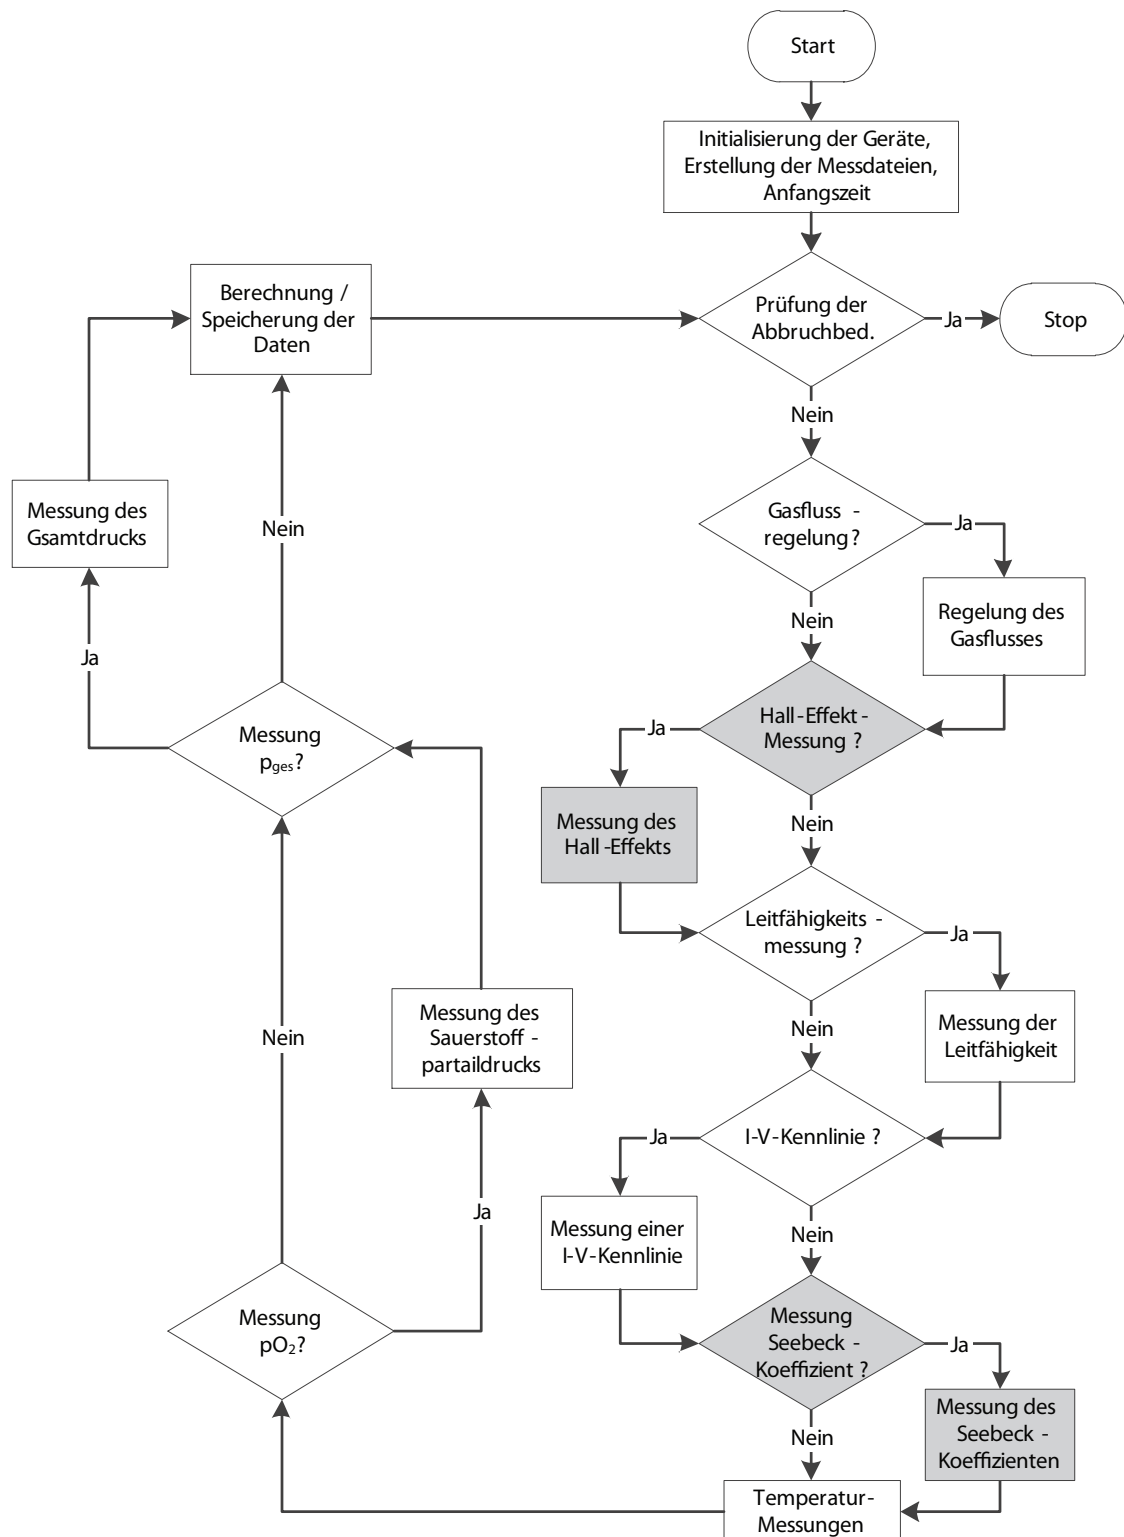 Start
Initialisierung der Geräte,
Erstellung der Messdateien,
Anfangszeit
Berechnung /
Speicherung der
Daten
Prüfung der
Abbruchbed.
Ja
Stop
Nein
Messung des
Gsamtdrucks
Nein
Gasfluss -
regelung?
Ja
Regelung des
Gasflusses
Nein
Ja
Messung
pges?
Hall-Effekt-
Messung ?
Ja
Messung des
Hall-Effekts
Nein
Leitfähigkeits -
messung ?
Ja
Messung der
Leitfähigkeit
Nein
Messung des
Sauerstoff -
partaildrucks
Nein
Ja
I-V-Kennlinie ?
Ja
Messung einer
I-V-Kennlinie
Nein
Messung
pO2?
Messung
Seebeck -
Koeffizient ?
Ja
Messung des
Seebeck -
Koeffizienten
Nein
Temperatur-
Messungen